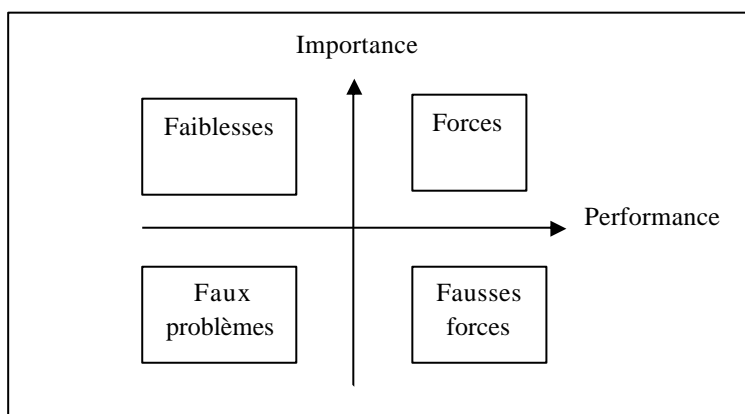 Importance
Faiblesses
Forces
Performance
Faux
problèmes
Fausses
forces